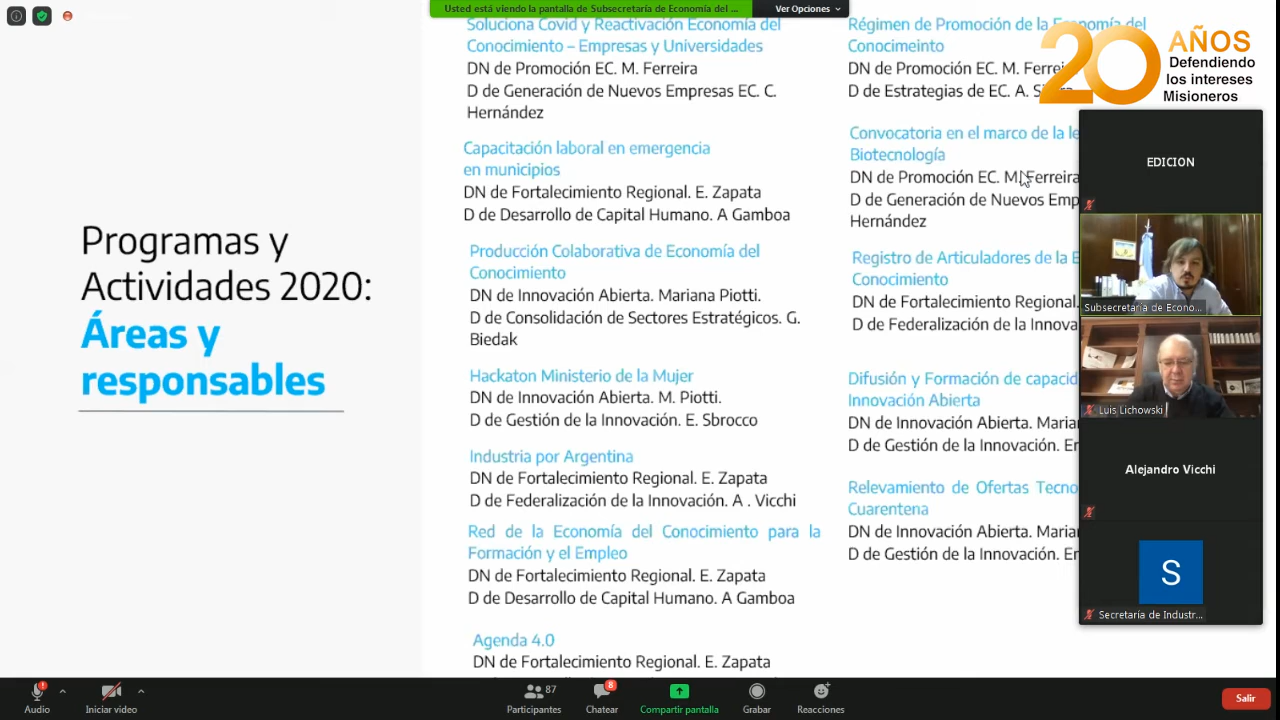 Usted está viendo la pantalla de Subsecretaría de Economía del ...
Ver Opciones
Programas y
Actividades 2020:
Áreas y
responsables
Soluciona Covid y Reactivación Economía del
Conocimiento – Empresas y Universidades
DN de Promoción EC. M. Ferreira
D de Generación de Nuevos Empresas EC. C.
Hernández
Capacitación laboral en emergencia
en municipios
DN de Fortalecimiento Regional. E. Zapata
D de Desarrollo de Capital Humano. A Gamboa
Producción Colaborativa de Economía del
Conocimiento
DN de Innovación Abierta. Mariana Piotti.
D de Consolidación de Sectores Estratégicos. G.
Biedak
Hackaton Ministerio de la Mujer
DN de Innovación Abierta. M. Piotti.
D de Gestión de la Innovación. E. Sbrocco
Industria por Argentina
DN de Fortalecimiento Regional. E. Zapata
D de Federalización de la Innovación. A . Vicchi
Red de la Economía del Conocimiento para la
Formación y el Empleo
DN de Fortalecimiento Regional. E. Zapata
D de Desarrollo de Capital Humano. A Gamboa
Agenda 4.0
DN de Fortalecimiento Regional. E. Zapata
Régimen de Promoción de la Economía del
Conocimeinto
DN de Promoción EC. M. Ferre
D de Estrategias de EC. A.
Convocatoria en el marco de la le
Biotecnología
DN de Promoción EC. M. Ferreira
D de Generación de Nuevos Emp
Hernández
Registro de Articuladores de la E
Conocimiento
DN de Fortalecimiento Regional.
D de Federalización de la Innova
Difusión y Formación de capacid
Innovación Abierta
DN de Innovación Abierta. Maria
D de Gestión de la Innovación. E
Relevamiento de Ofertas Tecno
Cuarentena
DN de Innovación Abierta. Maria
D de Gestión de la Innovación. E
20 AÑOS
Defendiendo
los intereses
Misioneros
EDICION
Subsecretaría de Econo...
Luis Lichowski
Alejandro Vicchi
S
Secretaría de Industr...
Audio
Iniciar video
87
Participantes
8
Chatear
Compartir pantalla
Grabar
Reacciones
Salir